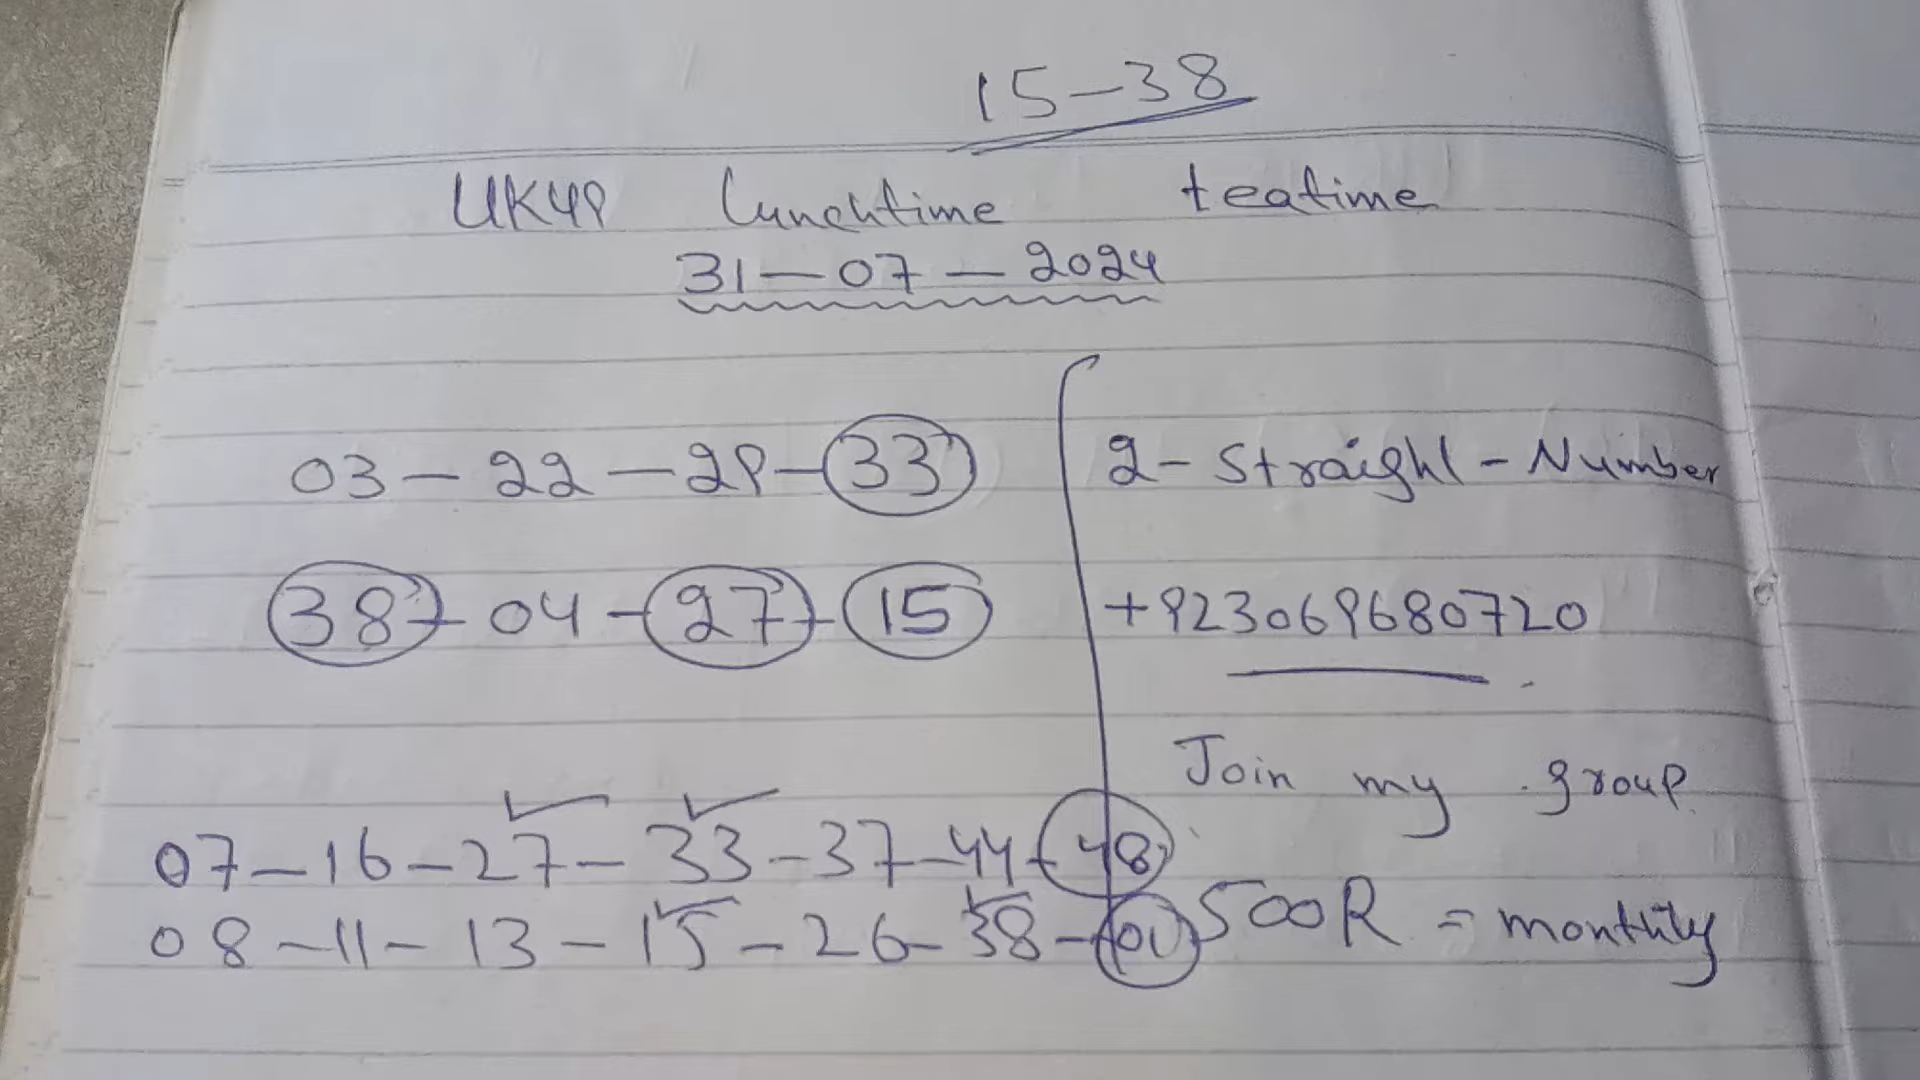 15-38
UK49 Lunchtime teatime
31-07-2024
03-22-29-33
38-04-27-15
2-Straight-Number
+923069680720
Join my group
500R = monthly
07-16-27-33-37-44-48
08-11-13-15-26-38-01